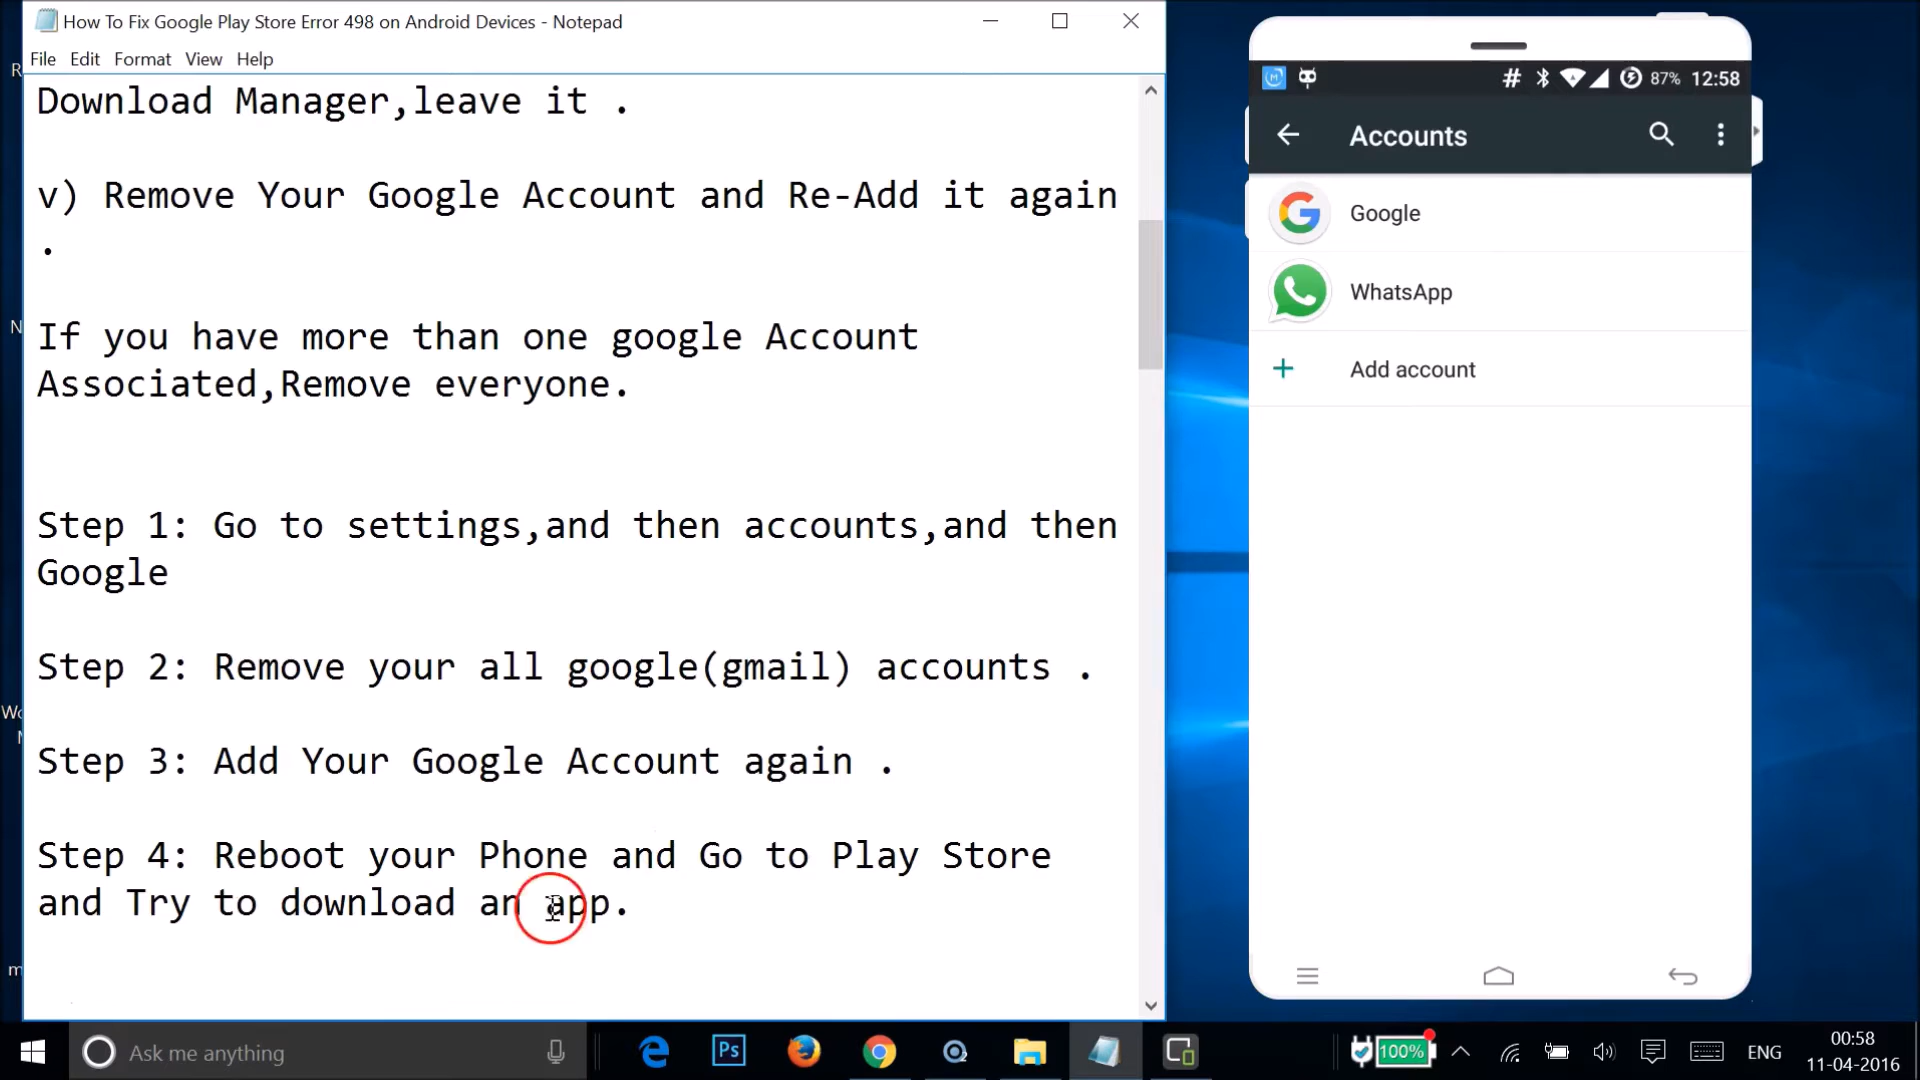 How To Fix Google Play Store Error 498 on Android Devices - Notepad
File Edit Format View Help
Download Manager,leave it .
v) Remove Your Google Account and Re-Add it again
.
If you have more than one google Account
Associated,Remove everyone.
Step 1: Go to settings,and then accounts,and then
Google
Step 2: Remove your all google(gmail) accounts .
Step 3: Add Your Google Account again .
Step 4: Reboot your Phone and Go to Play Store
and Try to download an app.
87% 12:58
Accounts
Google
WhatsApp
Add account
Ask me anything
Ps
100%
ENG
00:58
11-04-2016